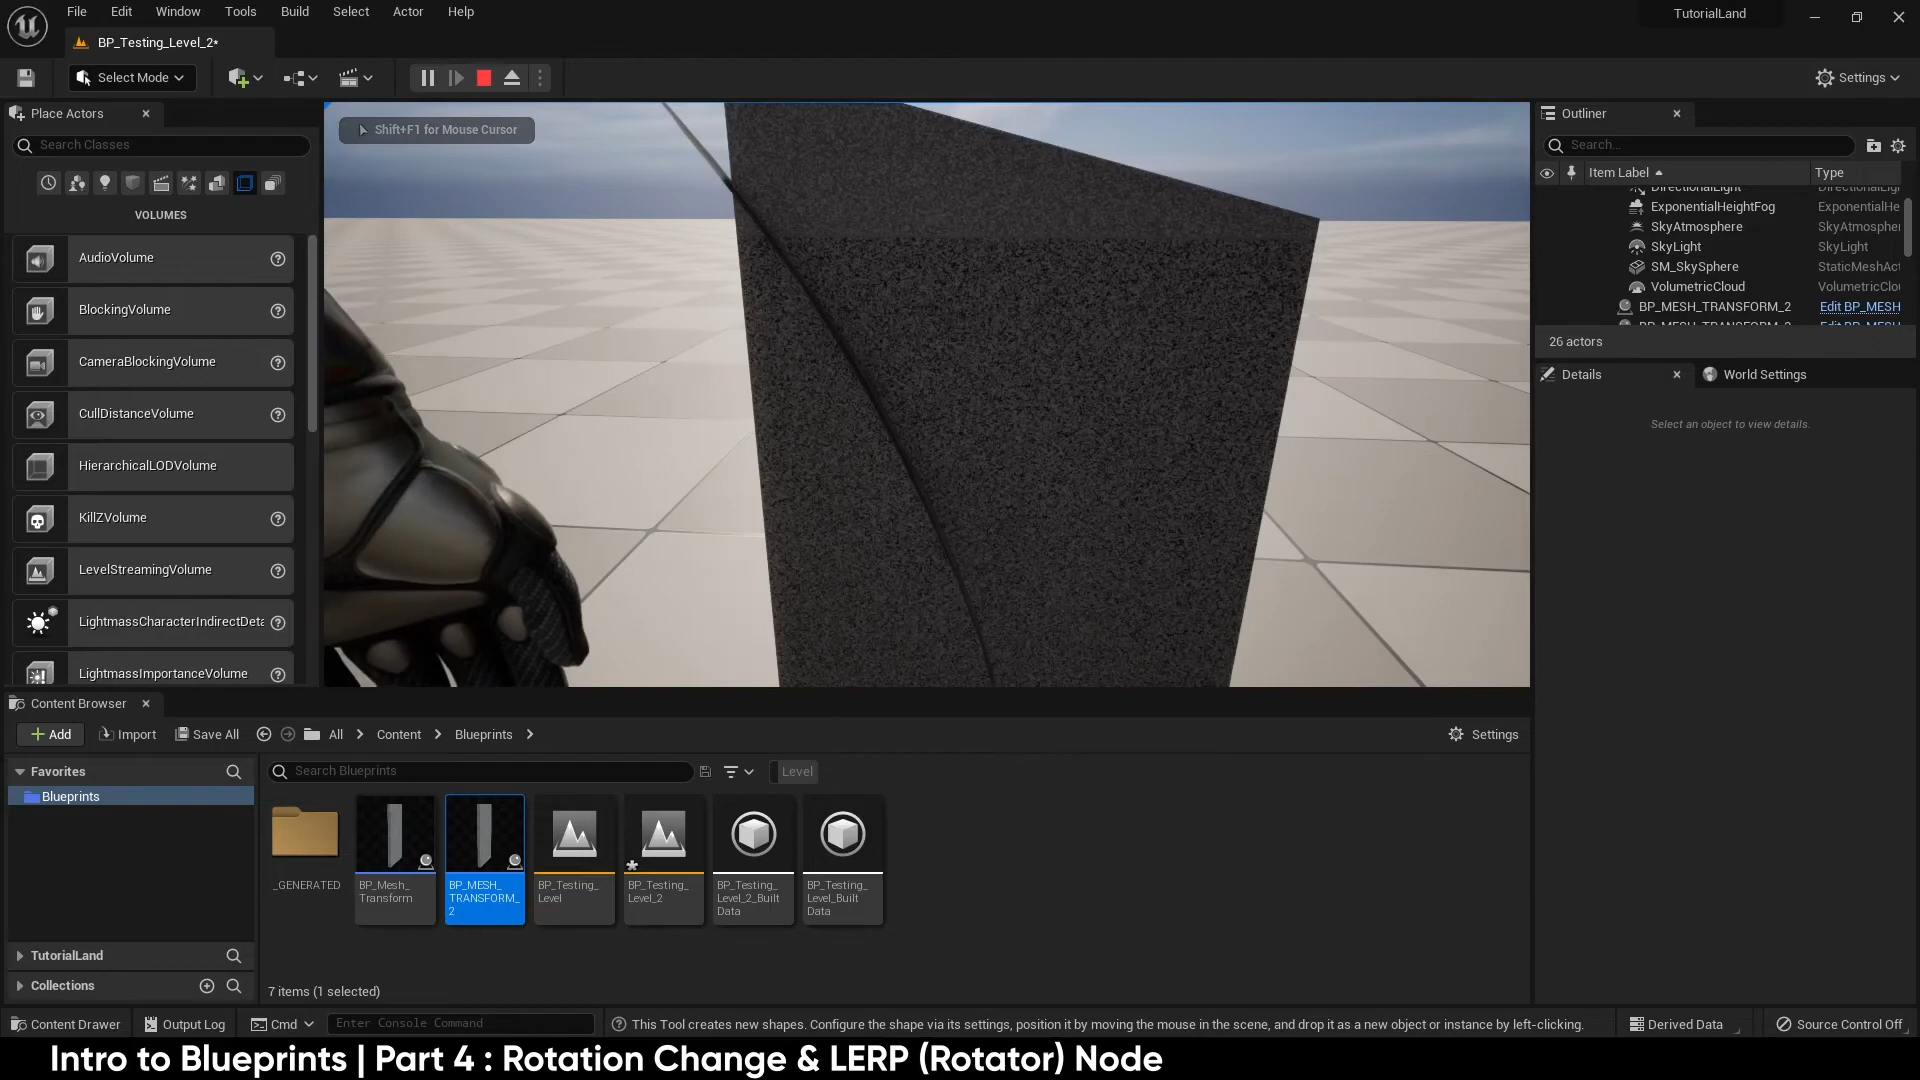 File Edit Window Tools Build Select Actor Help
TutorialLand
BP_Testing_Level_2*
Select Mode
Settings
Place Actors
Search Classes
VOLUMES
AudioVolume
BlockingVolume
CameraBlockingVolume
CullDistanceVolume
HierarchicalLODVolume
KillZVolume
LevelStreamingVolume
LightmassCharacterIndirectDeta
LightmassImportanceVolume
Shift+F1 for Mouse Cursor
Outliner
Search...
Item Label Type
DirectionalLight DirectionalLigh
ExponentialHeightFog ExponentialHe
SkyAtmosphere SkyAtmospher
SkyLight SkyLight
SM_SkySphere StaticMeshAct
VolumetricCloud VolumetricClou
BP_MESH_TRANSFORM_2 Edit BP_MESH
26 actors
Details World Settings
Select an object to view details.
Content Browser
Add Import Save All All Content Blueprints Settings
Favorites
Blueprints
TutorialLand
Collections
Search Blueprints Level
_GENERATED
BP_Mesh_
Transform
BP_MESH_
TRANSFORM_
2
BP_Testing_
Level
BP_Testing_
Level_2
BP_Testing_
Level_2_Built
Data
BP_Testing_
Level_Built
Data
7 items (1 selected)
Content Drawer Output Log Cmd Enter Console Command This Tool creates new shapes. Configure the shape via its settings, position it by moving the mouse in the scene, and drop it as a new object or instance by left-clicking. Derived Data Source Control Off
Intro to Blueprints | Part 4 : Rotation Change & LERP (Rotator) Node